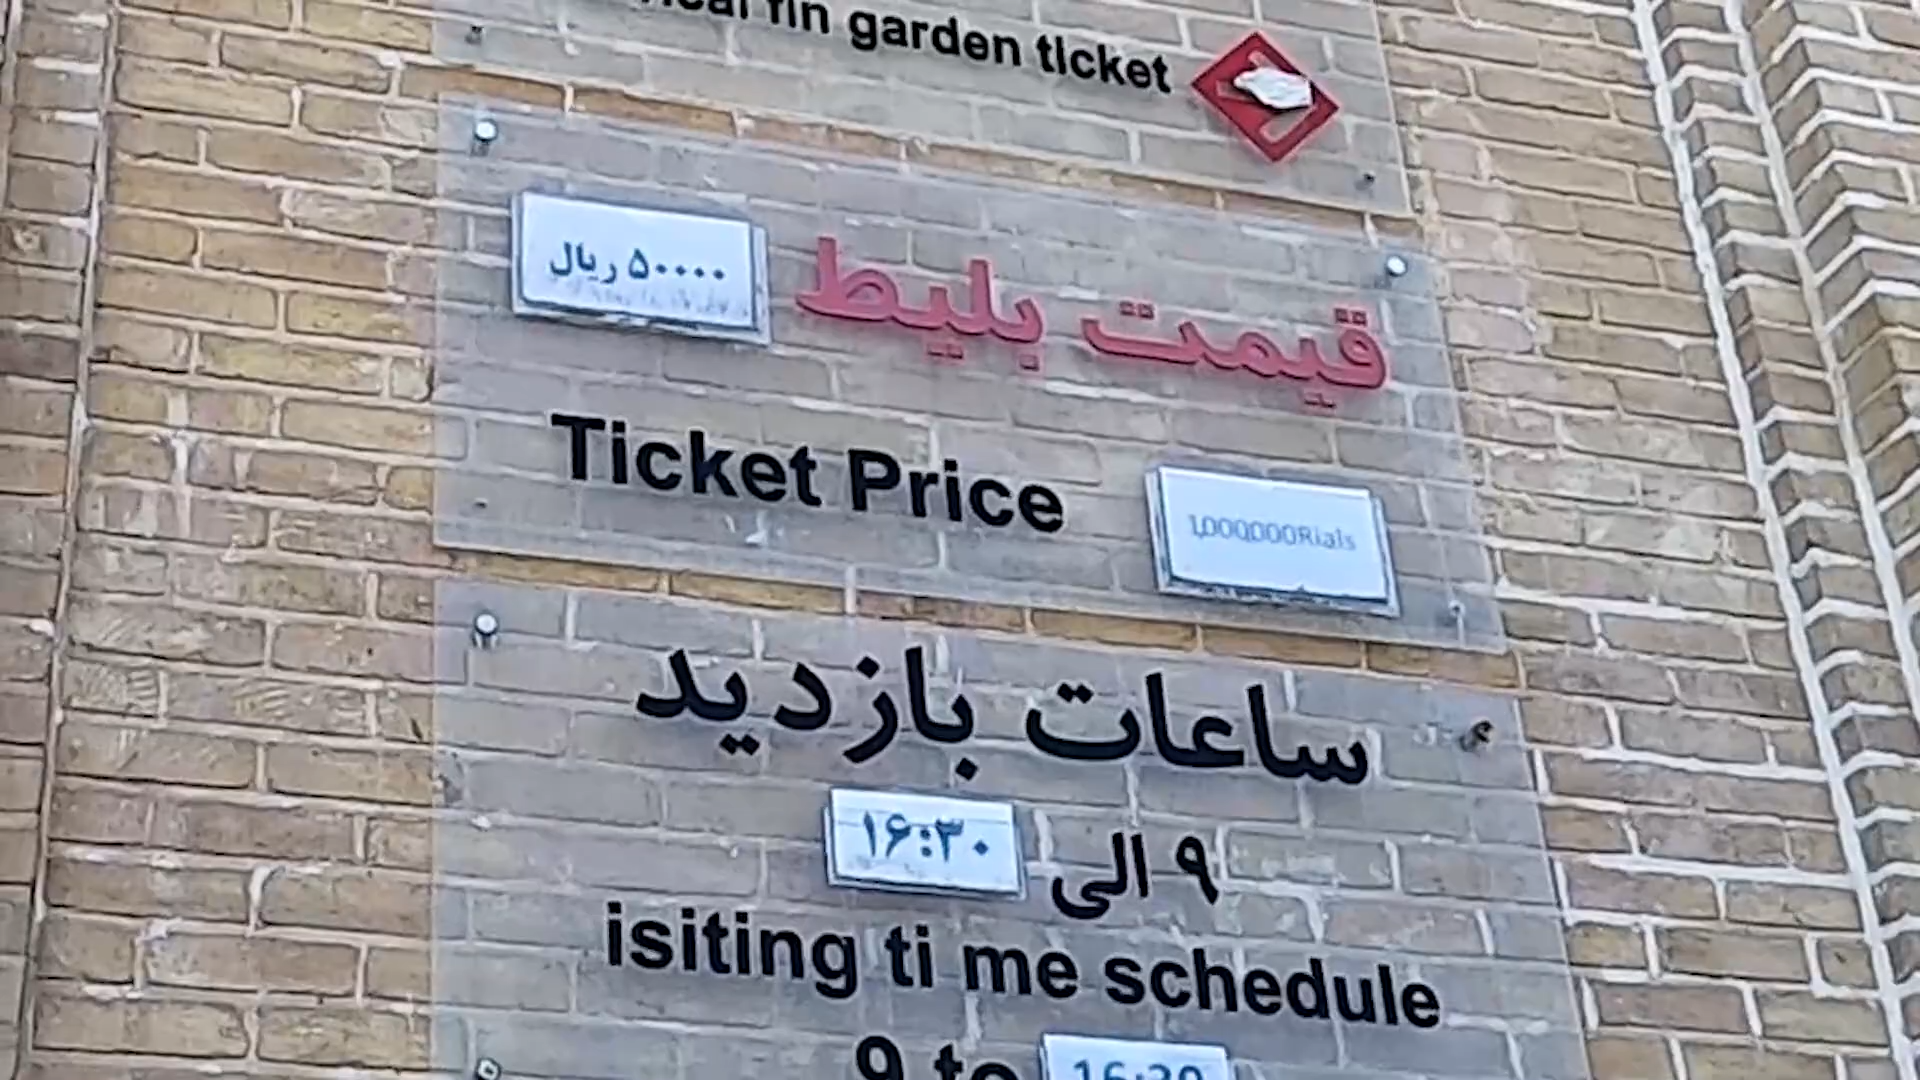 fin garden ticket
قیمت بلیط ۵۰۰۰۰ ریال
Ticket Price 1,000,000Rials
ساعات بازدید
۹ الی ۱۶:۳۰
isiting ti me schedule
9 to 16:30